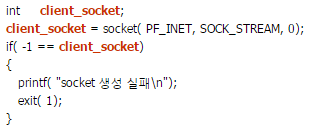 int client_socket;
client_socket = socket( PF_INET, SOCK_STREAM, 0);
if( -1 == client_socket)
{
printf( "socket 생성 실패\n");
exit( 1);
}